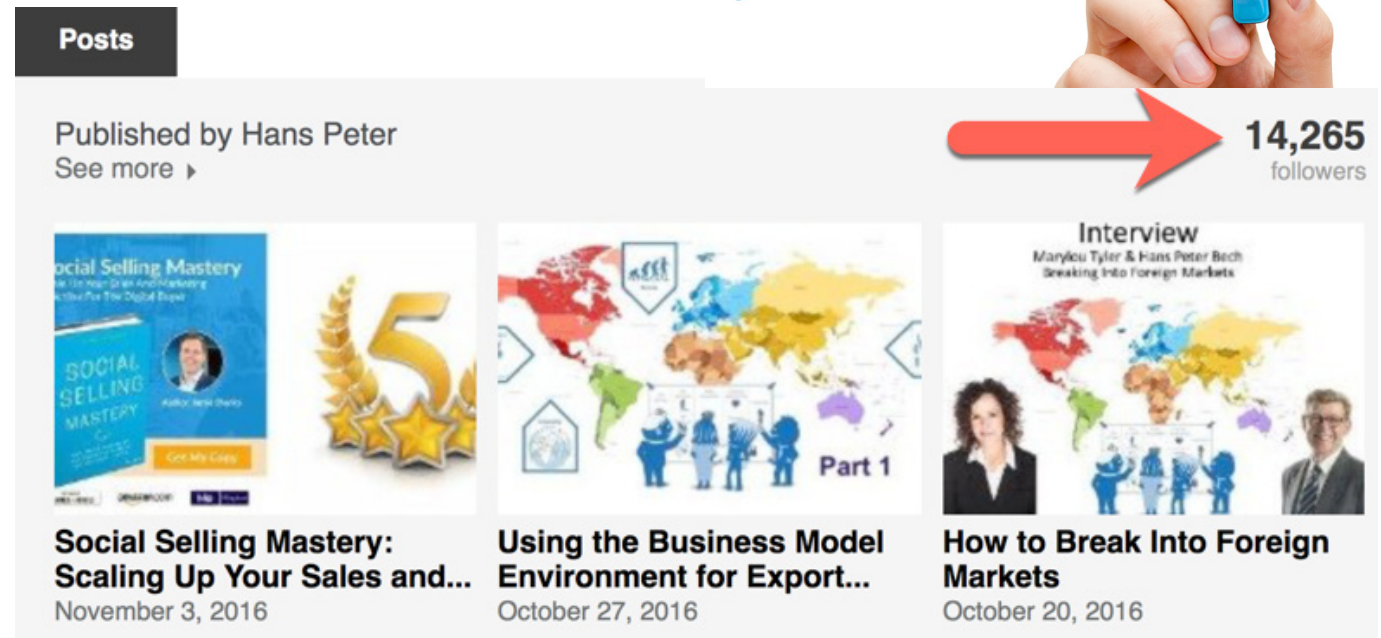 Posts
Published by Hans Peter
See more
14,265
followers
ocial Selling Mastery
SOCIAL
SELLING
MASTERY
Get My Copy
Part 1
Interview
Marylou Tyler & Hans Peter Bech
Breaking Into Foreign Markets
Social Selling Mastery:
Scaling Up Your Sales and...
November 3, 2016
Using the Business Model
Environment for Export...
October 27, 2016
How to Break Into Foreign
Markets
October 20, 2016